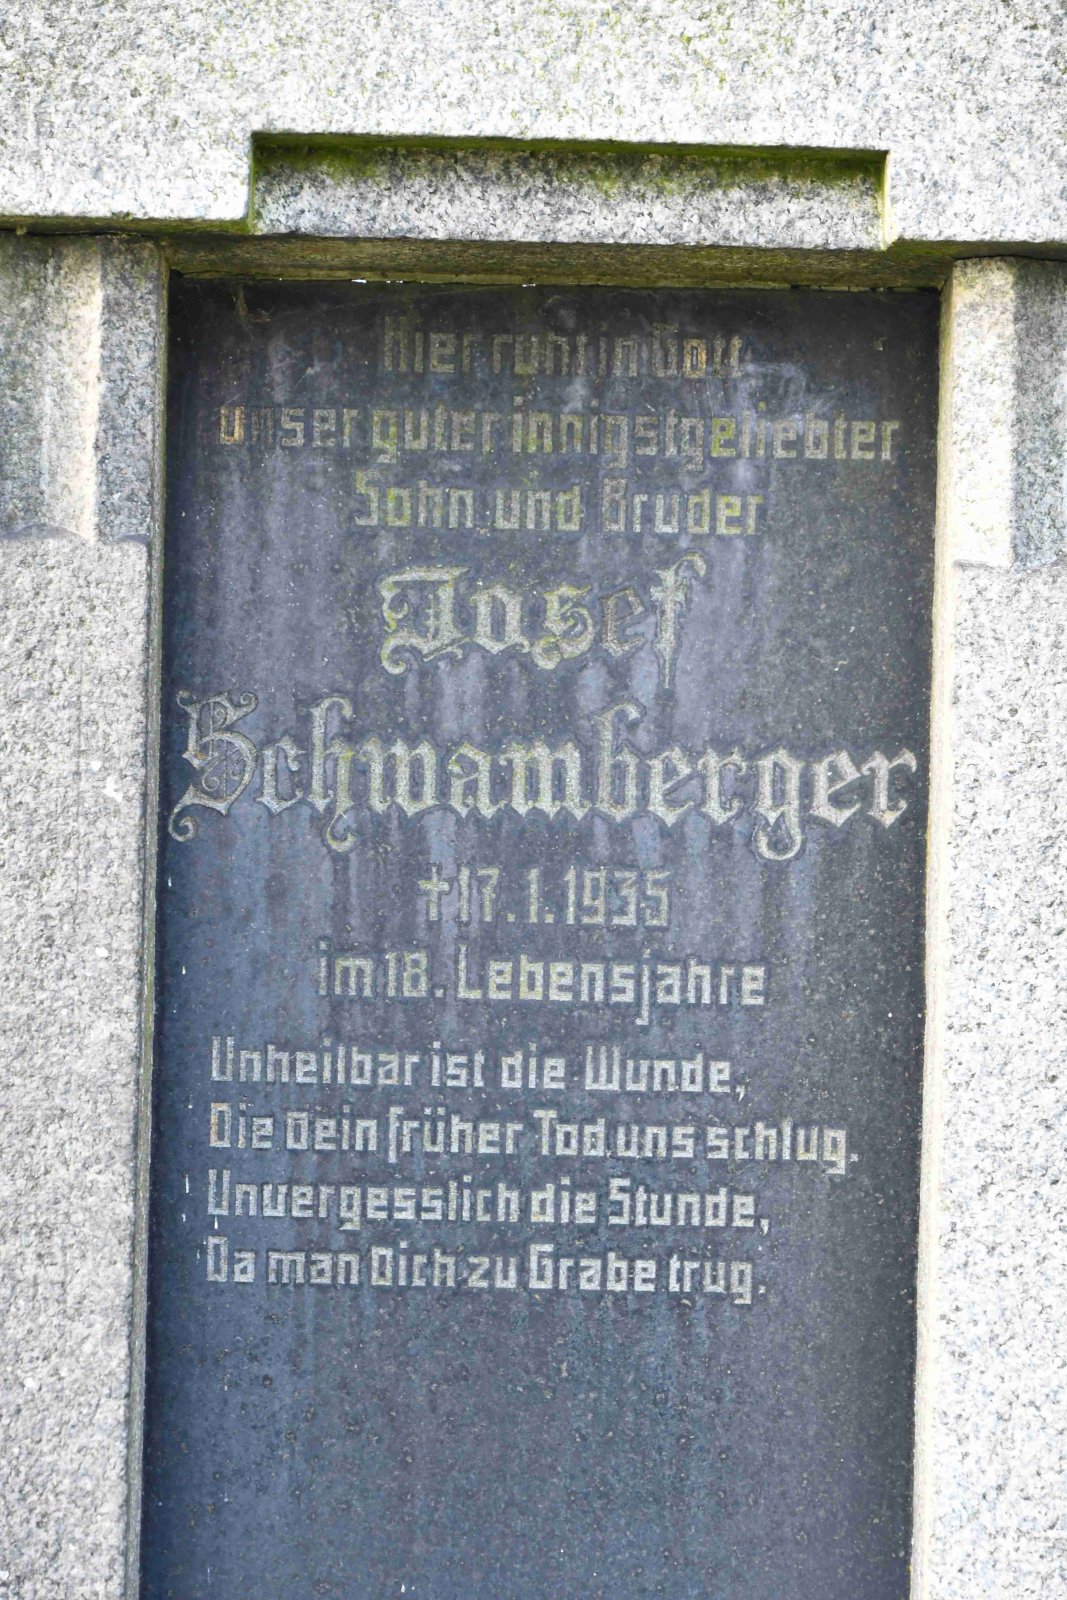 Hier ruht in Gott
unser guter innigstgeliebter
Sohn und Bruder
Josef
Schwamberger
†17.1.1935
im 18. Lebensjahre
Unheilbar ist die Wunde,
Die Dein früher Tod uns schlug.
Unvergesslich die Stunde,
Da man Dich zu Grabe trug.